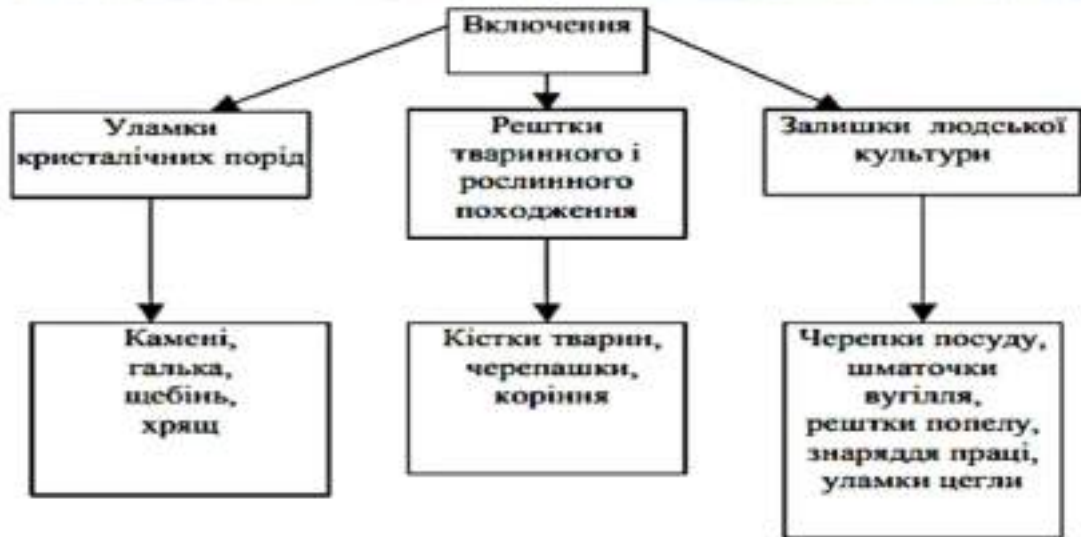 Включення
Уламки
кристалічних порід
Рештки
тваринного і
рослинного
походження
Залишки людської
культури
Камені,
галька,
щебінь,
хрящ
Кістки тварин,
черепашки,
коріння
Черепки посуду,
шматочки
вугілля,
рештки попелу,
знаряддя праці,
уламки цегли